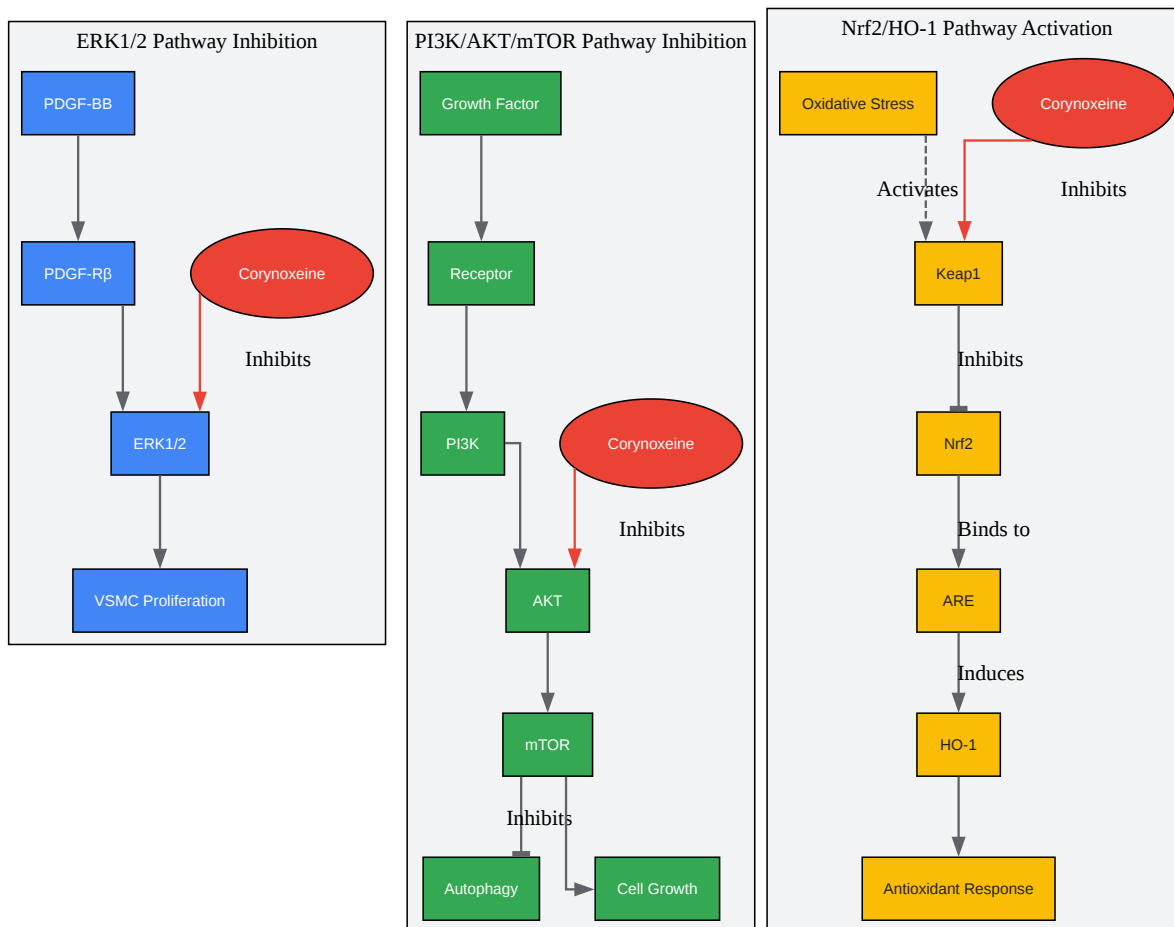 ERK1/2 Pathway Inhibition
PDGF-BB
PDGF-Rβ
Corynoxeine
Inhibits
ERK1/2
VSMC Proliferation
PI3K/AKT/mTOR Pathway Inhibition
Growth Factor
Receptor
PI3K
Corynoxeine
Inhibits
AKT
mTOR
Inhibits
Autophagy
Cell Growth
Nrf2/HO-1 Pathway Activation
Oxidative Stress
Corynoxeine
Activates
Inhibits
Keap1
Inhibits
Nrf2
Binds to
ARE
Induces
HO-1
Antioxidant Response